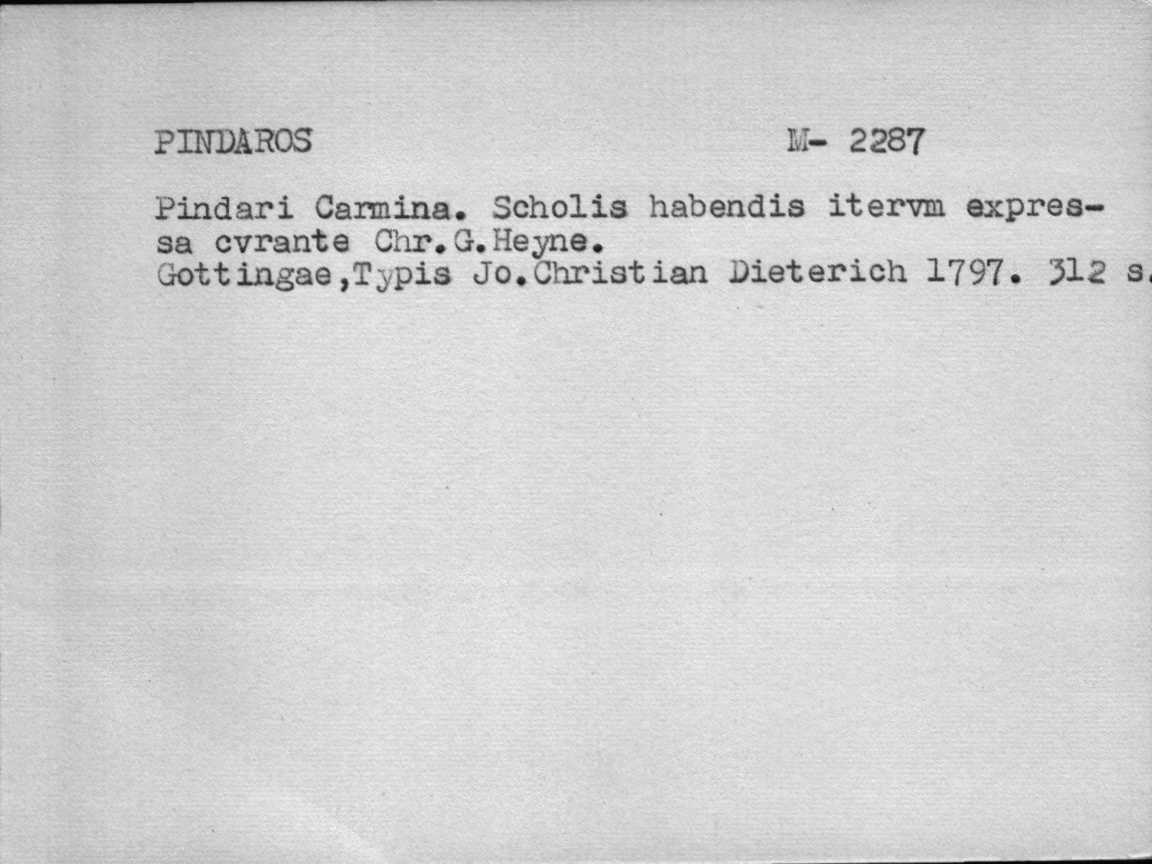 PINDAROS M- 2287
Pindari Carmina. Scholis habendis itervm expres-
sa cvrante Chr.G.Heyne.
Gottingae,Typis Jo.Christian Dieterich 1797. 312 s.